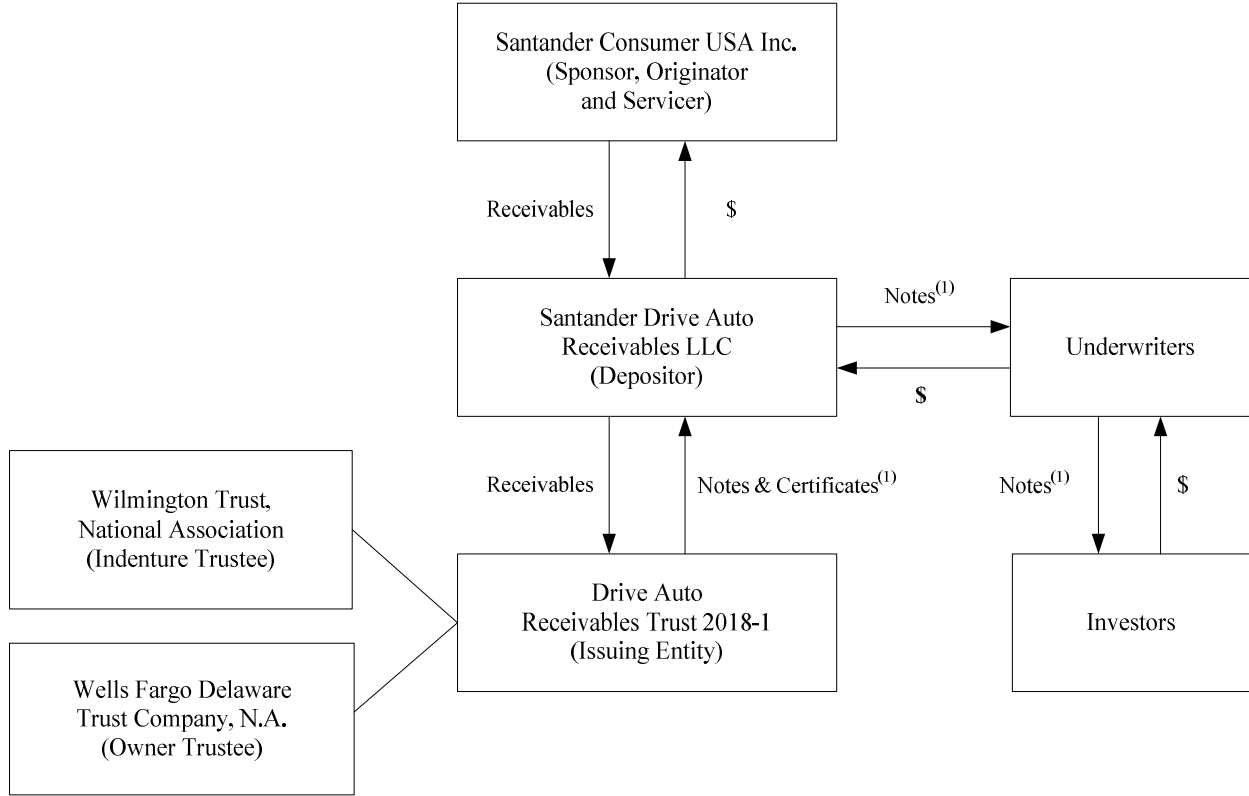 Santander Consumer USA Inc.
(Sponsor, Originator
and Servicer)
Receivables
$
Santander Drive Auto
Receivables LLC
(Depositor)
Notes(1)
$
Underwriters
Receivables
Notes & Certificates(1)
Notes(1)
$
Wilmington Trust,
National Association
(Indenture Trustee)
Drive Auto
Receivables Trust 2018-1
(Issuing Entity)
Investors
Wells Fargo Delaware
Trust Company, N.A.
(Owner Trustee)